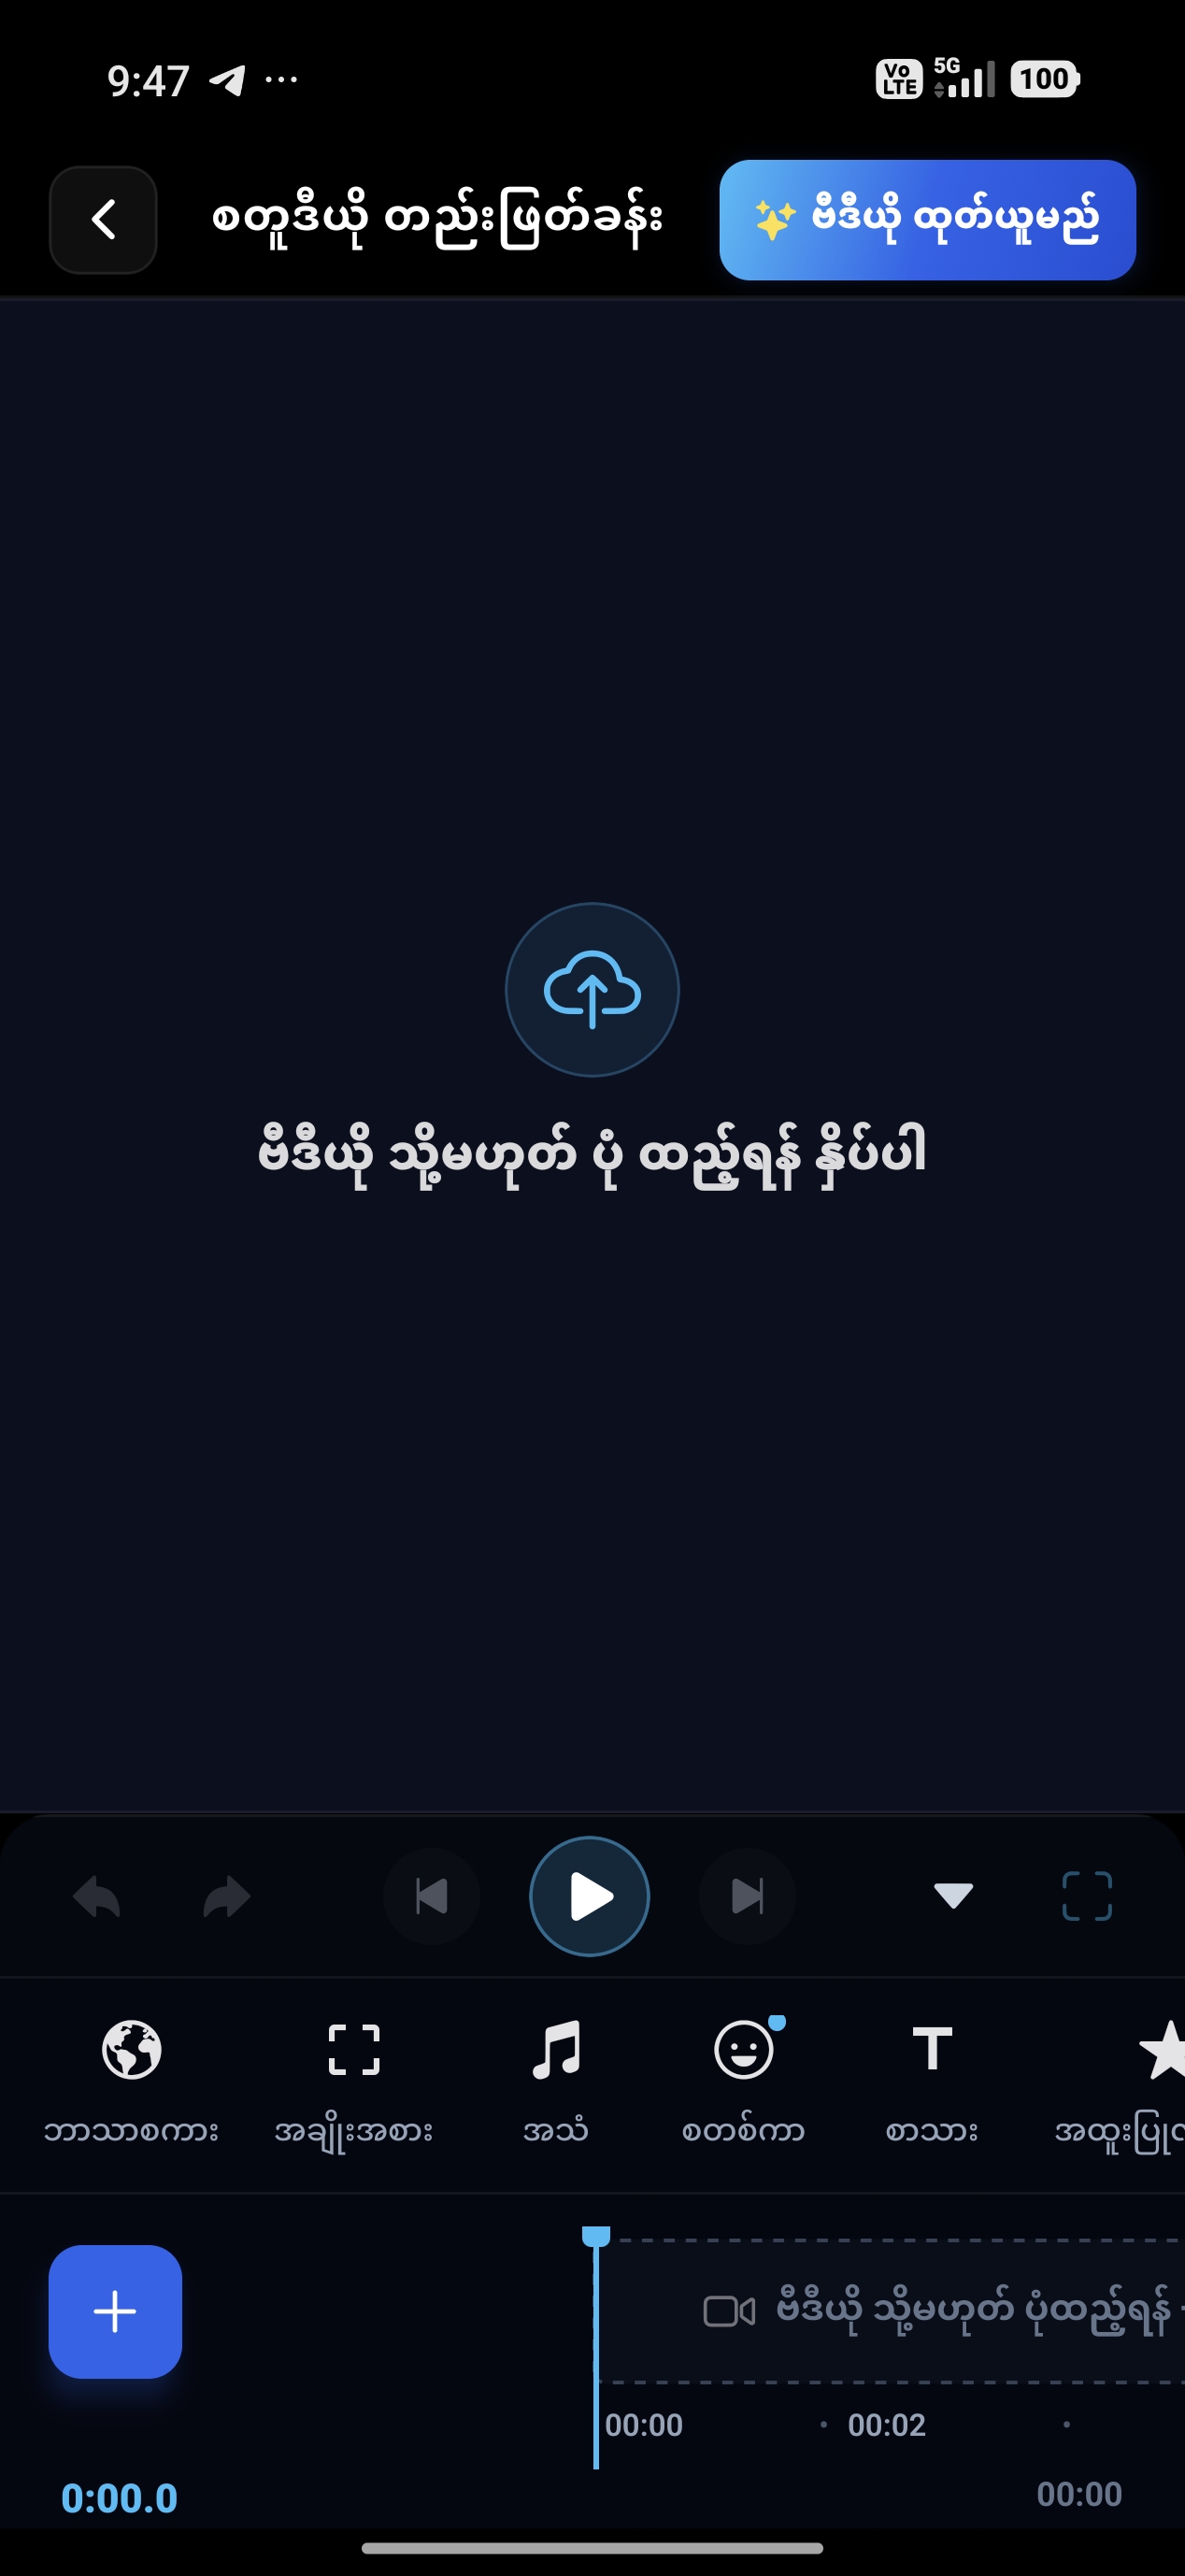 9:47
Vo LTE 5G 100
စတူဒီယို တည်းဖြတ်ခန်း
ဗီဒီယို ထုတ်ယူမည်
ဗီဒီယို သို့မဟုတ် ပုံ ထည့်ရန် နှိပ်ပါ
ဘာသာစကား
အချိုးအစား
အသံ
စတစ်ကာ
စာသား
ဗီဒီယို သို့မဟုတ် ပုံထည့်ရန်
00:00
00:02
0:00.0
00:00